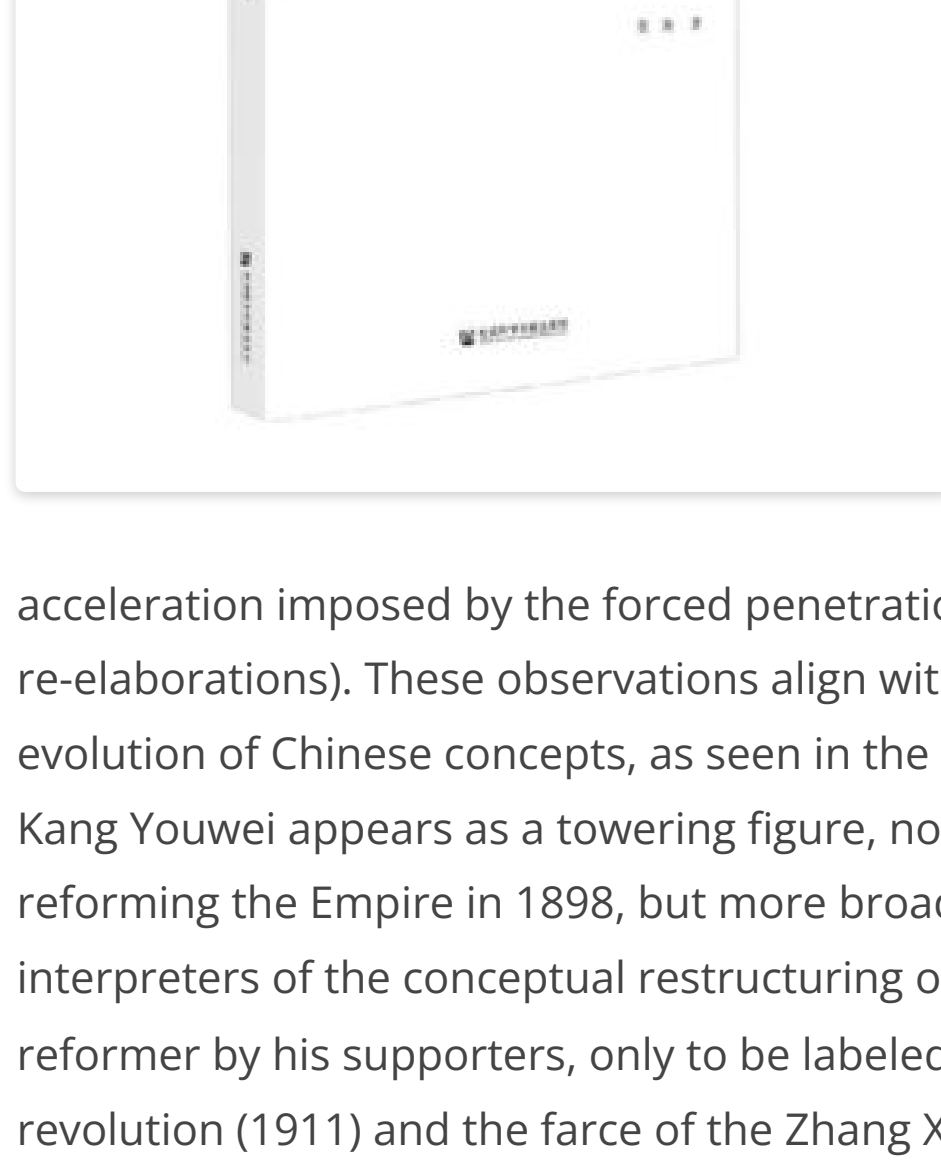 acceleration imposed by the forced penetratio
re-elaborations). These observations align wit
evolution of Chinese concepts, as seen in the
Kang Youwei appears as a towering figure, no
reforming the Empire in 1898, but more broad
interpreters of the conceptual restructuring o
reformer by his supporters, only to be labeled
revolution (1911) and the farce of the Zhang X